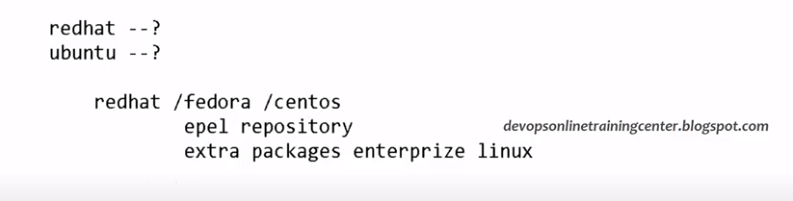 redhat --?
ubuntu --?
redhat /fedora /centos
epel repository
devopsonlinetrainingcenter.blogspot.com
extra packages enterprize linux